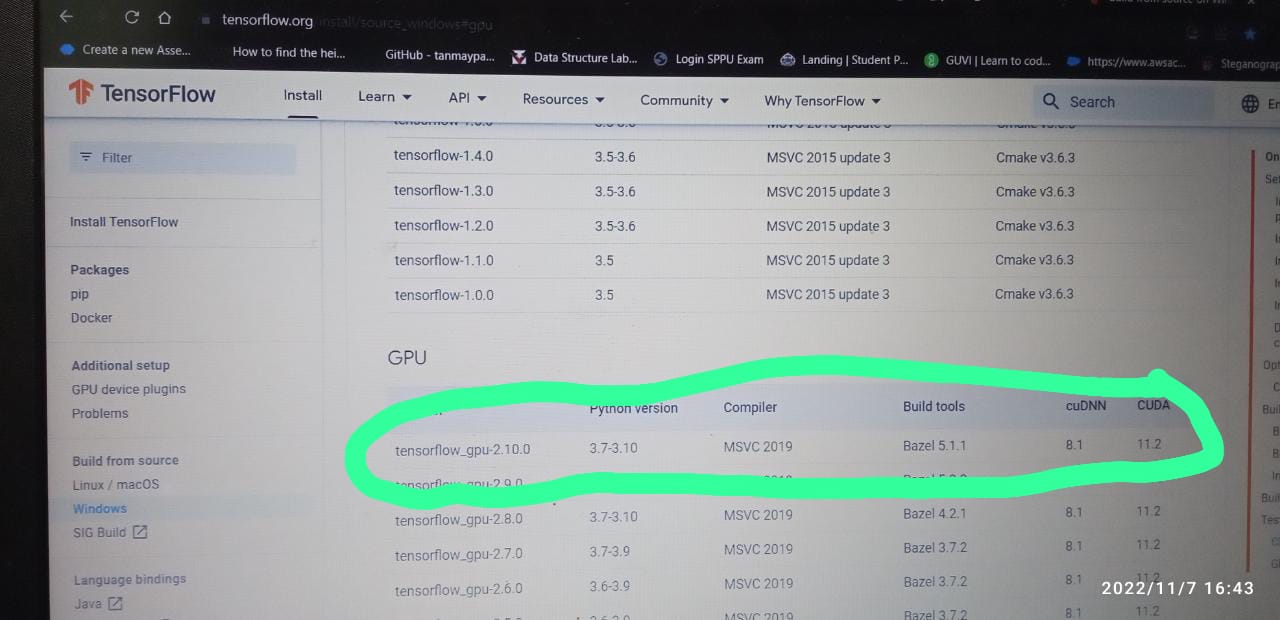 tensorflow.org/install/source_windows#gpu
Create a new Asse... How to find the hei... GitHub - tanmaypa... Data Structure Lab... Login SPPU Exam Landing | Student P... GUVI | Learn to cod... https://www.awsac... Steganograp
TensorFlow Install Learn API Resources Community Why TensorFlow Search En
Filter
Install TensorFlow
Packages
pip
Docker
Additional setup
GPU device plugins
Problems
Build from source
Linux / macOS
Windows
SIG Build
Language bindings
Java
tensorflow-1.4.0 3.5-3.6 MSVC 2015 update 3 Cmake v3.6.3
tensorflow-1.3.0 3.5-3.6 MSVC 2015 update 3 Cmake v3.6.3
tensorflow-1.2.0 3.5-3.6 MSVC 2015 update 3 Cmake v3.6.3
tensorflow-1.1.0 3.5 MSVC 2015 update 3 Cmake v3.6.3
tensorflow-1.0.0 3.5 MSVC 2015 update 3 Cmake v3.6.3
GPU
Python version Compiler Build tools cuDNN CUDA
tensorflow_gpu-2.10.0 3.7-3.10 MSVC 2019 Bazel 5.1.1 8.1 11.2
tensorflow_gpu-2.9.0
tensorflow_gpu-2.8.0 3.7-3.10 MSVC 2019 Bazel 4.2.1 8.1 11.2
tensorflow_gpu-2.7.0 3.7-3.9 MSVC 2019 Bazel 3.7.2 8.1 11.2
tensorflow_gpu-2.6.0 3.6-3.9 MSVC 2019 Bazel 3.7.2 8.1 11.2
MSVC 2019 Bazel 3.7.2 8.1 11.2
On
Set
Opt
Buil
2022/11/7 16:43